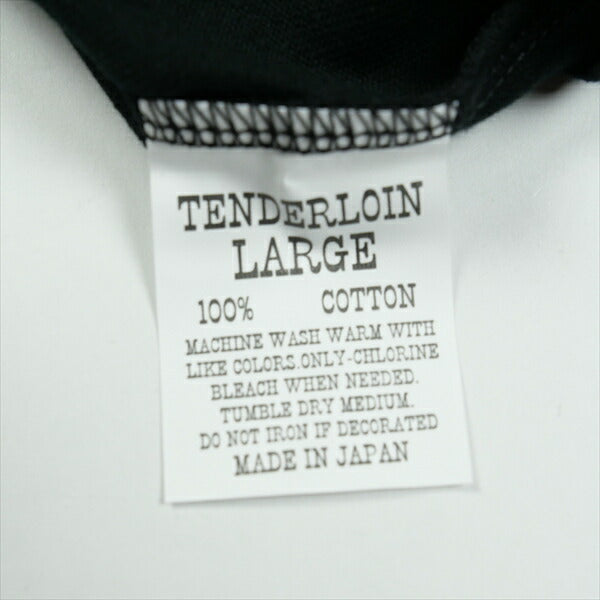 TENDERLOIN
LARGE
100% COTTON
MACHINE WASH WARM WITH
LIKE COLORS.ONLY-CHLORINE
BLEACH WHEN NEEDED.
TUMBLE DRY MEDIUM.
DO NOT IRON IF DECORATED
MADE IN JAPAN